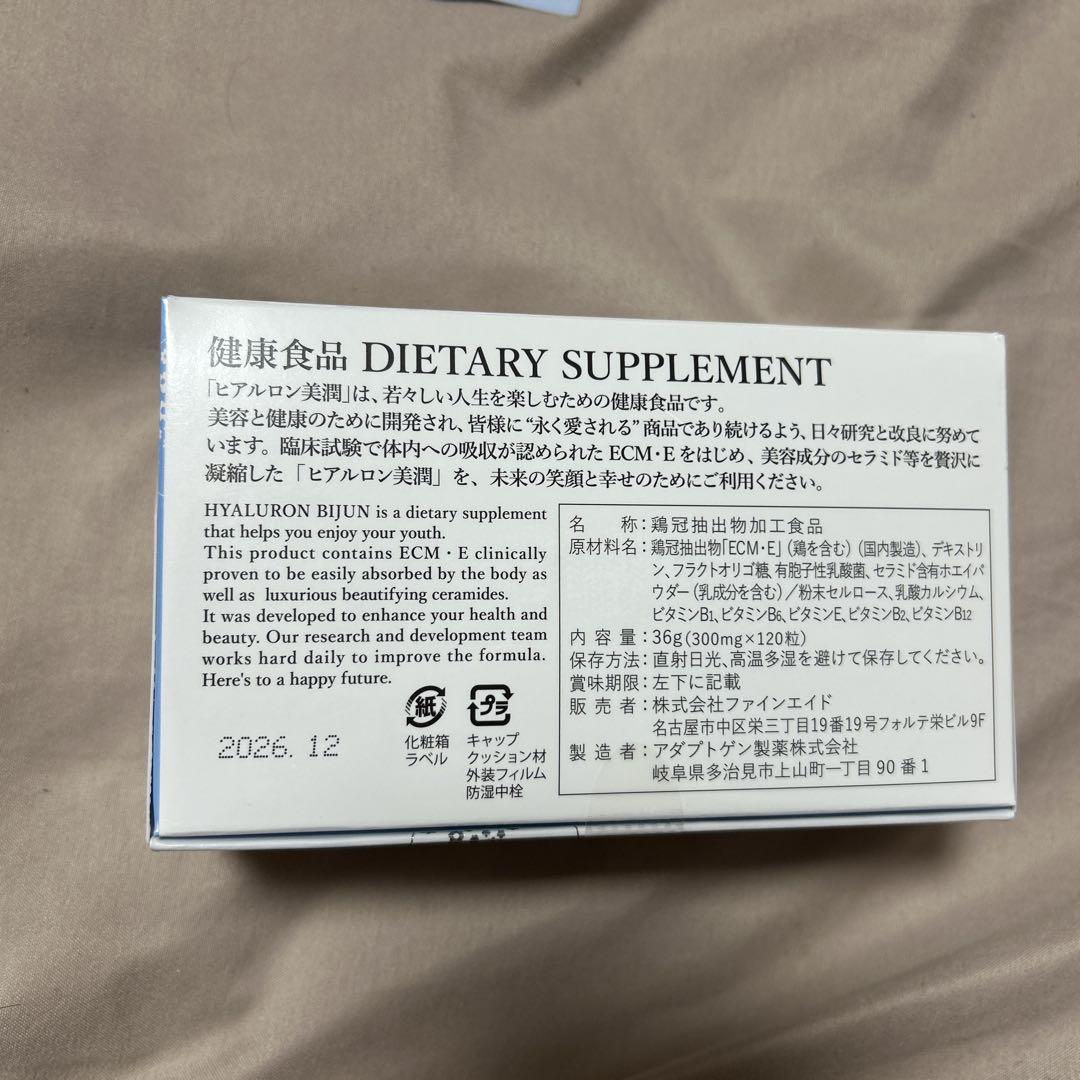 健康食品 DIETARY SUPPLEMENT
「ヒアルロン美潤」は、若々しい人生を楽しむための健康食品です。
美容と健康のために開発され、皆様に“永く愛される”商品であり続けるよう、日々研究と改良に努めて
います。臨床試験で体内への吸収が認められた ECM・E をはじめ、美容成分のセラミド等を贅沢に
凝縮した「ヒアルロン美潤」を、未来の笑顔と幸せのためにご利用ください。
HYALURON BIJUN is a dietary supplement
that helps you enjoy your youth.
This product contains ECM・E clinically
proven to be easily absorbed by the body as
well as luxurious beautifying ceramides.
It was developed to enhance your health and
beauty. Our research and development team
works hard daily to improve the formula.
Here's to a happy future.
2026.12
紙
化粧箱
ラベル
プラ
キャップ
クッション材
外装フィルム
防湿中栓
名称：鶏冠抽出物加工食品
原材料名：鶏冠抽出物「ECM・E」（鶏を含む）（国内製造）、デキストリ
ン、フラクトオリゴ糖、有胞子性乳酸菌、セラミド含有ホエイパ
ウダー（乳成分を含む）／粉末セルロース、乳酸カルシウム、
ビタミンB1、ビタミンB6、ビタミンE、ビタミンB2、ビタミンB12
内容量：36g(300mg×120粒)
保存方法：直射日光、高温多湿を避けて保存してください。
賞味期限：左下に記載
販売者：株式会社ファインエイド
名古屋市中区栄三丁目19番19号フォルテ栄ビル9F
製造者：アダプトゲン製薬株式会社
岐阜県多治見市上山町一丁目90番1